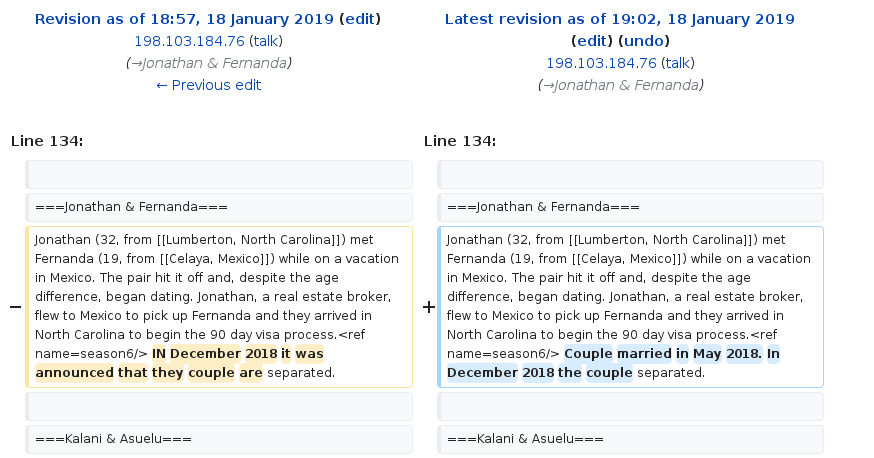 Revision as of 18:57, 18 January 2019 (edit)
198.103.184.76 (talk)
(→Jonathan & Fernanda)
← Previous edit
Latest revision as of 19:02, 18 January 2019
(edit) (undo)
198.103.184.76 (talk)
(→Jonathan & Fernanda)
Line 134:
Line 134:
===Jonathan & Fernanda===
===Jonathan & Fernanda===
−
Jonathan (32, from [[Lumberton, North Carolina]]) met
Fernanda (19, from [[Celaya, Mexico]]) while on a vacation
in Mexico. The pair hit it off and, despite the age
difference, began dating. Jonathan, a real estate broker,
flew to Mexico to pick up Fernanda and they arrived in
North Carolina to begin the 90 day visa process.<ref
name=season6/> IN December 2018 it was
announced that they couple are separated.
+
Jonathan (32, from [[Lumberton, North Carolina]]) met
Fernanda (19, from [[Celaya, Mexico]]) while on a vacation
in Mexico. The pair hit it off and, despite the age
difference, began dating. Jonathan, a real estate broker,
flew to Mexico to pick up Fernanda and they arrived in
North Carolina to begin the 90 day visa process.<ref
name=season6/> Couple married in May 2018. In
December 2018 the couple separated.
===Kalani & Asuelu===
===Kalani & Asuelu===